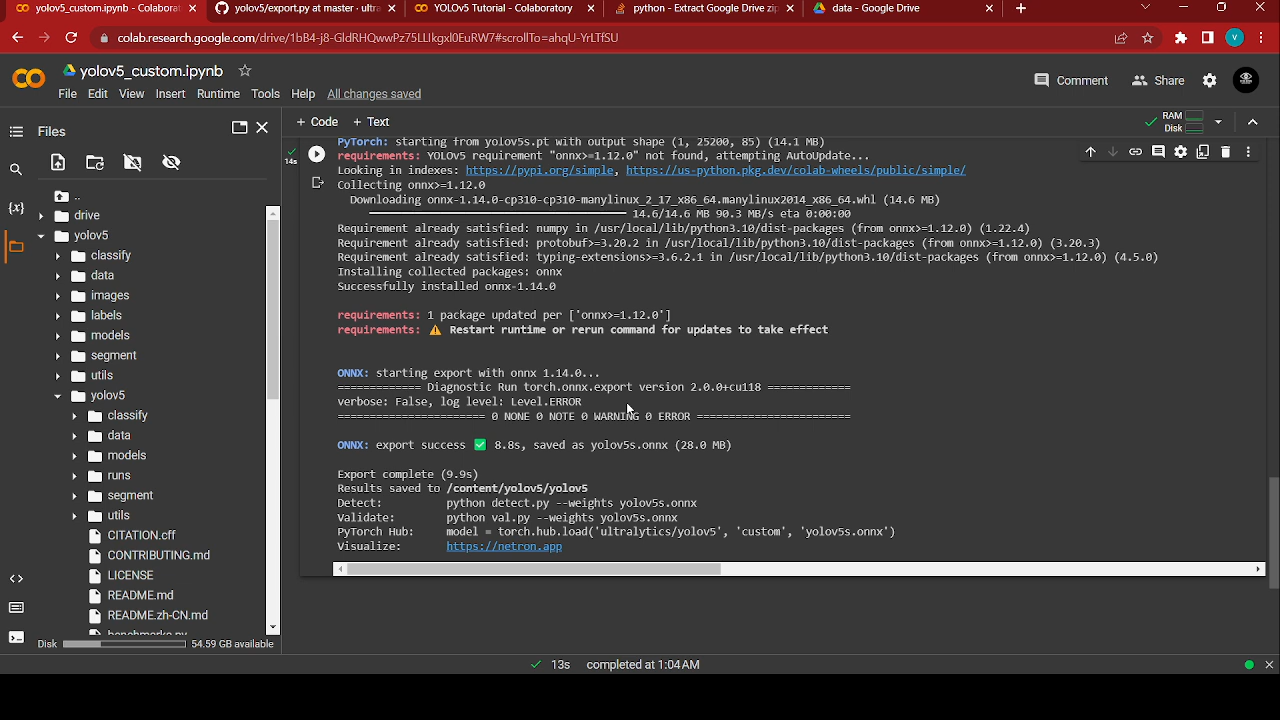 yolov5_custom.ipynb - Colaborat
yolov5/export.py at master · ultra
YOLOv5 Tutorial - Colaboratory
python - Extract Google Drive zip
data - Google Drive
colab.research.google.com/drive/1bB4-j8-GldRHQwwPz75LLIkgxl0EuRW7#scrollTo=ahqU-YrLTfSU
V
yolov5_custom.ipynb
Comment
Share
File Edit View Insert Runtime Tools Help All changes saved
Files
+ Code + Text
RAM
Disk
..
drive
yolov5
classify
data
images
labels
models
segment
utils
yolov5
classify
data
models
runs
segment
utils
CITATION.cff
CONTRIBUTING.md
LICENSE
README.md
README.zh-CN.md
benchmarks.py
Disk 54.59 GB available
14s
PyTorch: starting from yolov5s.pt with output shape (1, 25200, 85) (14.1 MB)
requirements: YOLOv5 requirement "onnx>=1.12.0" not found, attempting AutoUpdate...
Looking in indexes: https://pypi.org/simple, https://us-python.pkg.dev/colab-wheels/public/simple/
Collecting onnx>=1.12.0
Downloading onnx-1.14.0-cp310-cp310-manylinux_2_17_x86_64.manylinux2014_x86_64.whl (14.6 MB)
14.6/14.6 MB 90.3 MB/s eta 0:00:00
Requirement already satisfied: numpy in /usr/local/lib/python3.10/dist-packages (from onnx>=1.12.0) (1.22.4)
Requirement already satisfied: protobuf>=3.20.2 in /usr/local/lib/python3.10/dist-packages (from onnx>=1.12.0) (3.20.3)
Requirement already satisfied: typing-extensions>=3.6.2.1 in /usr/local/lib/python3.10/dist-packages (from onnx>=1.12.0) (4.5.0)
Installing collected packages: onnx
Successfully installed onnx-1.14.0
requirements: 1 package updated per ['onnx>=1.12.0']
requirements: ⚠️ Restart runtime or rerun command for updates to take effect
ONNX: starting export with onnx 1.14.0...
============= Diagnostic Run torch.onnx.export version 2.0.0+cu118 =============
verbose: False, log level: Level.ERROR
======================= 0 NONE 0 NOTE 0 WARNING 0 ERROR ========================
ONNX: export success ✅ 8.8s, saved as yolov5s.onnx (28.0 MB)
Export complete (9.9s)
Results saved to /content/yolov5/yolov5
Detect: python detect.py --weights yolov5s.onnx
Validate: python val.py --weights yolov5s.onnx
PyTorch Hub: model = torch.hub.load('ultralytics/yolov5', 'custom', 'yolov5s.onnx')
Visualize: https://netron.app
13s completed at 1:04 AM